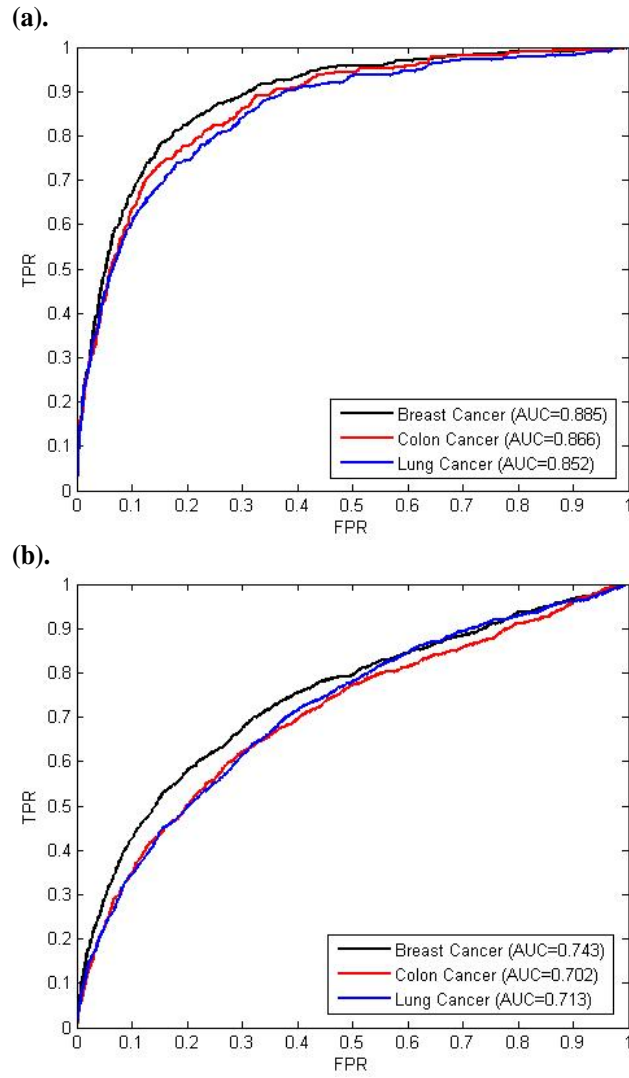 (a).
1
0.9
0.8
0.7
0.6
0.5
0.4
0.3
0.2
0.1
0
TPR
Breast Cancer (AUC=0.885)
Colon Cancer (AUC=0.866)
Lung Cancer (AUC=0.852)
0 0.1 0.2 0.3 0.4 0.5 0.6 0.7 0.8 0.9 1
FPR
(b).
1
0.9
0.8
0.7
0.6
0.5
0.4
0.3
0.2
0.1
0
TPR
Breast Cancer (AUC=0.743)
Colon Cancer (AUC=0.702)
Lung Cancer (AUC=0.713)
0.1 0.2 0.3 0.4 0.5 0.6 0.7 0.8 0.9 1
FPR